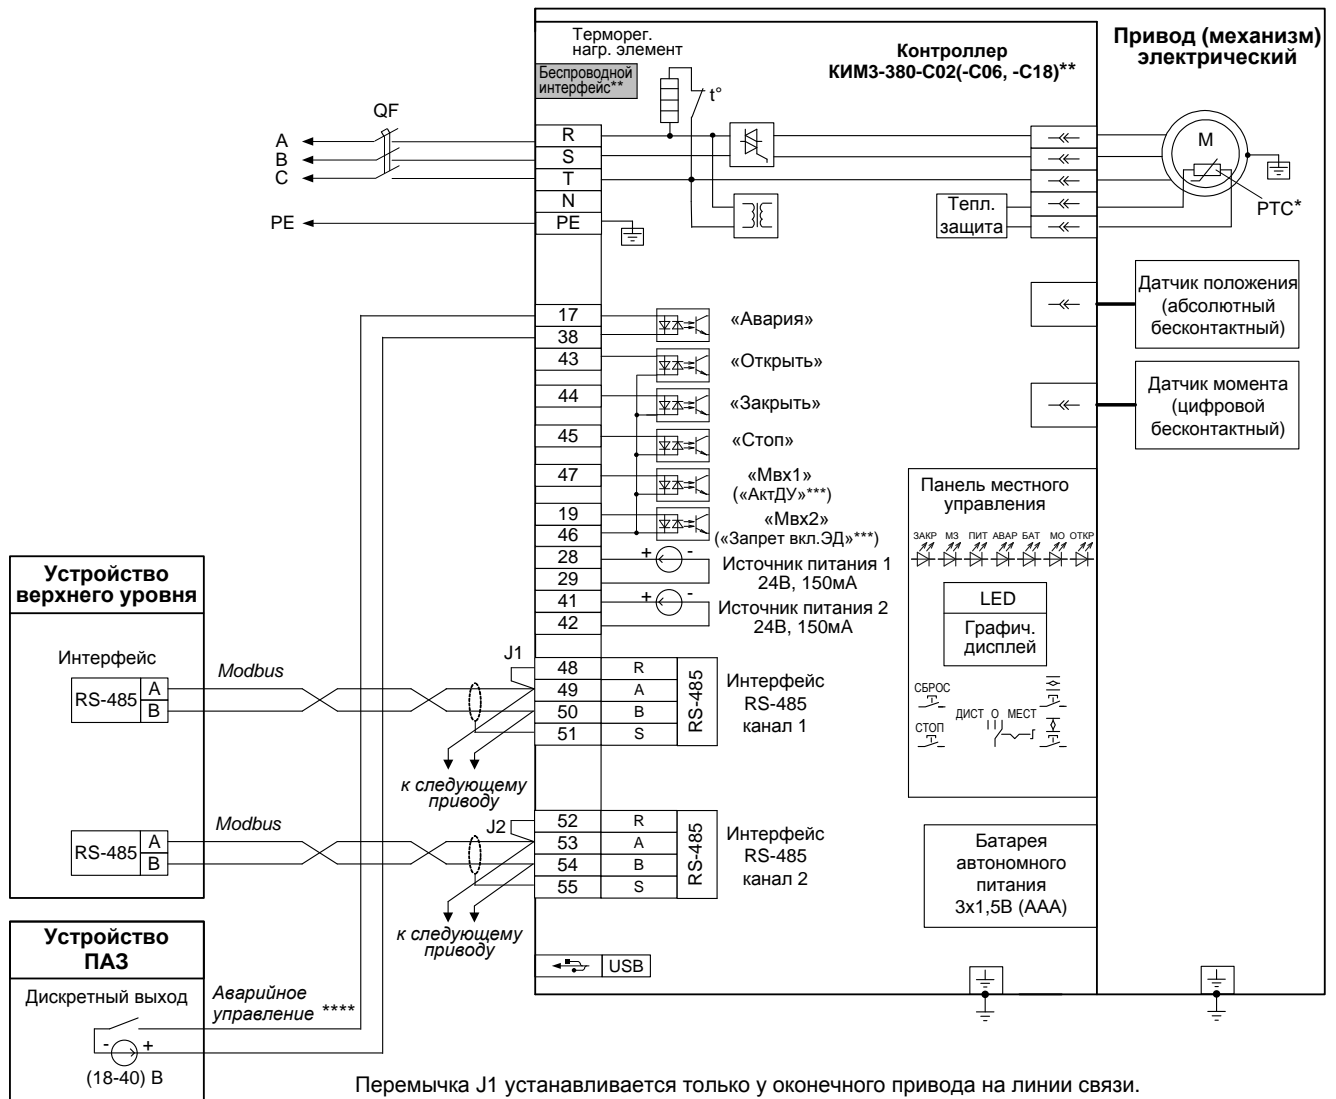 Терморег.
нагр. элемент
Беспроводной
интерфейс**
Контроллер
КИМ3-380-С02(-С06, -С18)**
Привод (механизм)
электрический
t°
QF
A
B
C
PE
R
S
T
N
PE
Тепл.
защита
M
PTC*
Датчик положения
(абсолютный
бесконтактный)
Датчик момента
(цифровой
бесконтактный)
17
38
43
44
45
47
19
46
28
29
41
42
«Авария»
«Открыть»
«Закрыть»
«Стоп»
«Мвх1»
(«АктДУ»***)
«Мвх2»
(«Запрет вкл.ЭД»***)
+ -
Источник питания 1
24В, 150мА
+ -
Источник питания 2
24В, 150мА
Панель местного
управления
ЗАКР МЗ ПИТ АВАР БАТ МО ОТКР
LED
Графич.
дисплей
СБРОС
СТОП
ДИСТ О МЕСТ
Устройство
верхнего уровня
Интерфейс
RS-485
A
B
Modbus
J1
48 R
49 A
50 B
51 S
RS-485
Интерфейс
RS-485
канал 1
к следующему
приводу
RS-485
A
B
Modbus
J2
52 R
53 A
54 B
55 S
RS-485
Интерфейс
RS-485
канал 2
к следующему
приводу
Батарея
автономного
питания
3х1,5В (ААА)
USB
Устройство
ПАЗ
Дискретный выход
- +
(18-40) В
Аварийное
управление ****
Перемычка J1 устанавливается только у оконечного привода на линии связи.